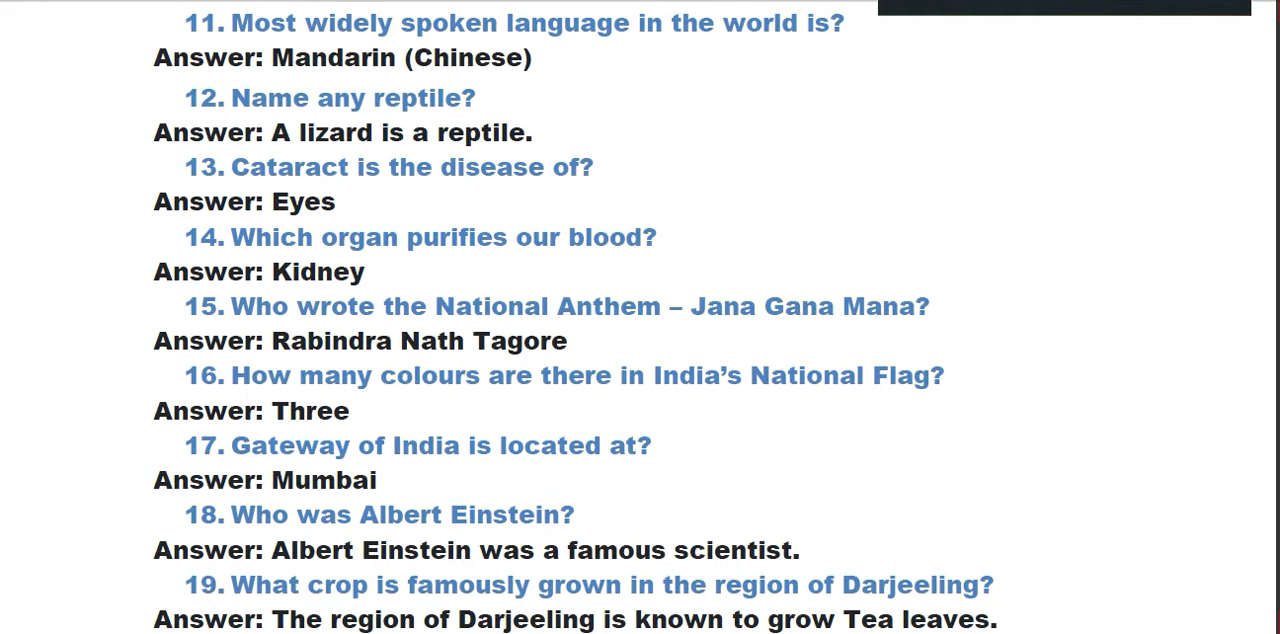 11. Most widely spoken language in the world is?
Answer: Mandarin (Chinese)
12. Name any reptile?
Answer: A lizard is a reptile.
13. Cataract is the disease of?
Answer: Eyes
14. Which organ purifies our blood?
Answer: Kidney
15. Who wrote the National Anthem – Jana Gana Mana?
Answer: Rabindra Nath Tagore
16. How many colours are there in India’s National Flag?
Answer: Three
17. Gateway of India is located at?
Answer: Mumbai
18. Who was Albert Einstein?
Answer: Albert Einstein was a famous scientist.
19. What crop is famously grown in the region of Darjeeling?
Answer: The region of Darjeeling is known to grow Tea leaves.